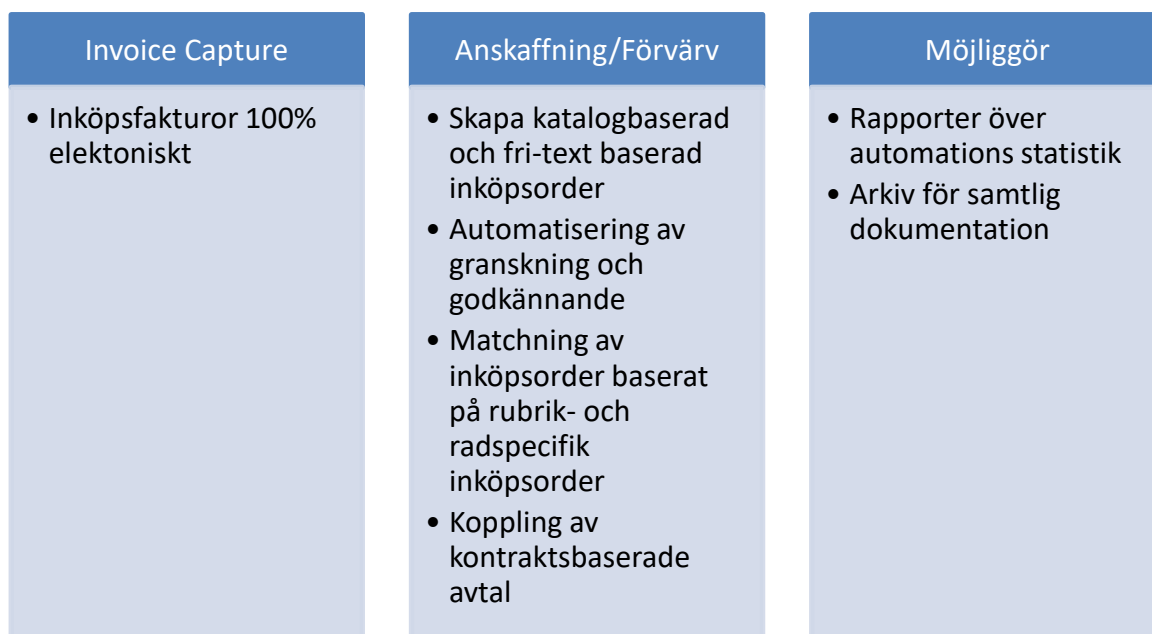 Invoice Capture
• Inköpsfakturor 100%
elektoniskt
Anskaffning/Förvärv
• Skapa katalogbaserad
och fri-text baserad
inköpsorder
• Automatisering av
granskning och
godkännande
• Matchning av
inköpsorder baserat
på rubrik- och
radspecifik
inköpsorder
• Koppling av
kontraktsbaserade
avtal
Möjliggör
• Rapporter över
automations statistik
• Arkiv för samtlig
dokumentation